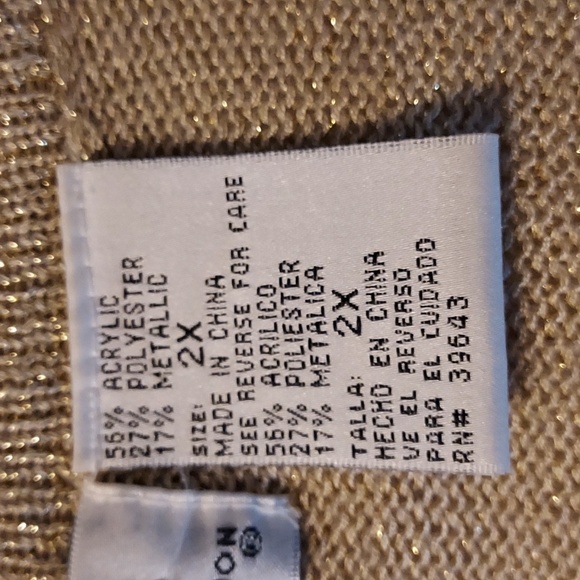 56% ACRYLIC
27% POLYESTER
17% METALLIC
SIZE: 2X
MADE IN CHINA
SEE REVERSE FOR CARE
56% ACRILICO
27% POLIESTER
17% METALICA
TALLA: 2X
HECHO EN CHINA
VE EL REVERSO
PARA EL CUIDADO
RN# 39643
®